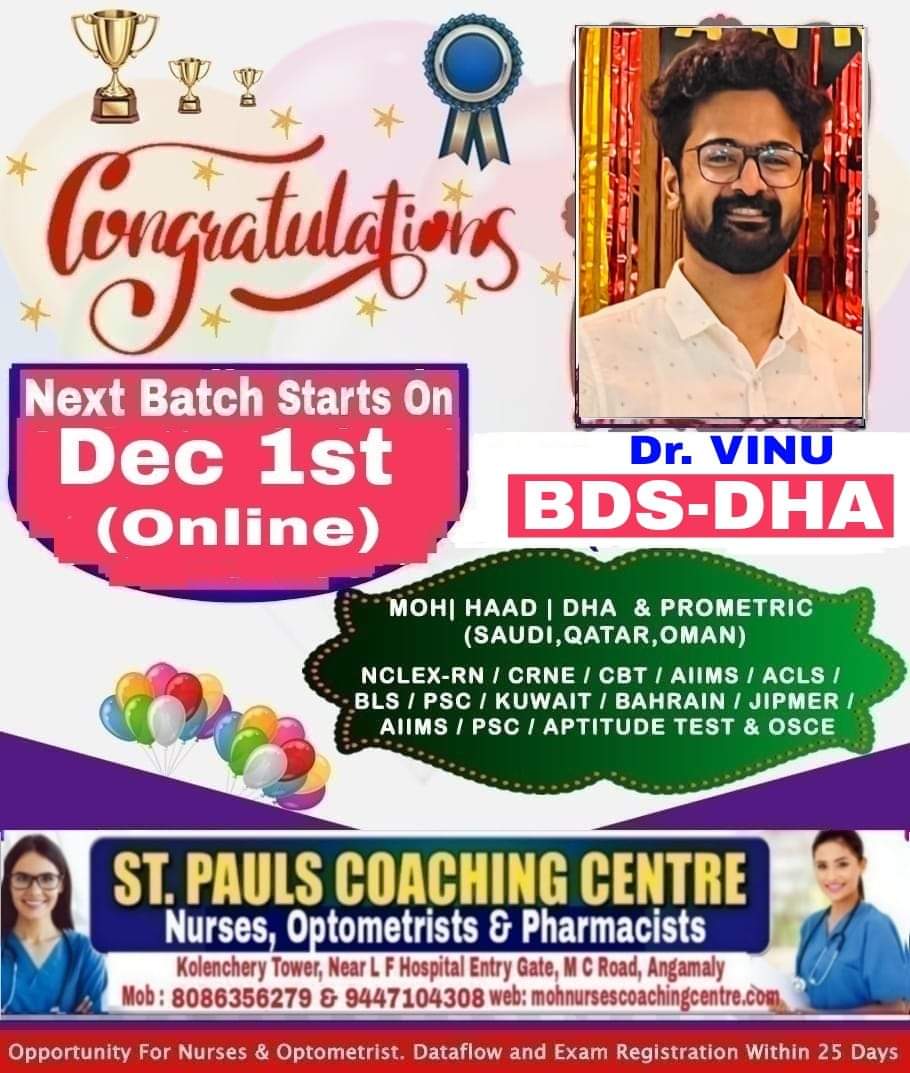 Congratulations
Next Batch Starts On
Dec 1st
(Online)
Dr. VINU
BDS-DHA
MOH| HAAD | DHA & PROMETRIC
(SAUDI,QATAR,OMAN)
NCLEX-RN / CRNE / CBT / AIIMS / ACLS /
BLS / PSC / KUWAIT / BAHRAIN / JIPMER /
AIIMS / PSC / APTITUDE TEST & OSCE
ST. PAULS COACHING CENTRE
Nurses, Optometrists & Pharmacists
Kolenchery Tower, Near L F Hospital Entry Gate, M C Road, Angamaly
Mob : 8086356279 & 9447104308 web: mohnursescoachingcentre.com
Opportunity For Nurses & Optometrist. Dataflow and Exam Registration Within 25 Days